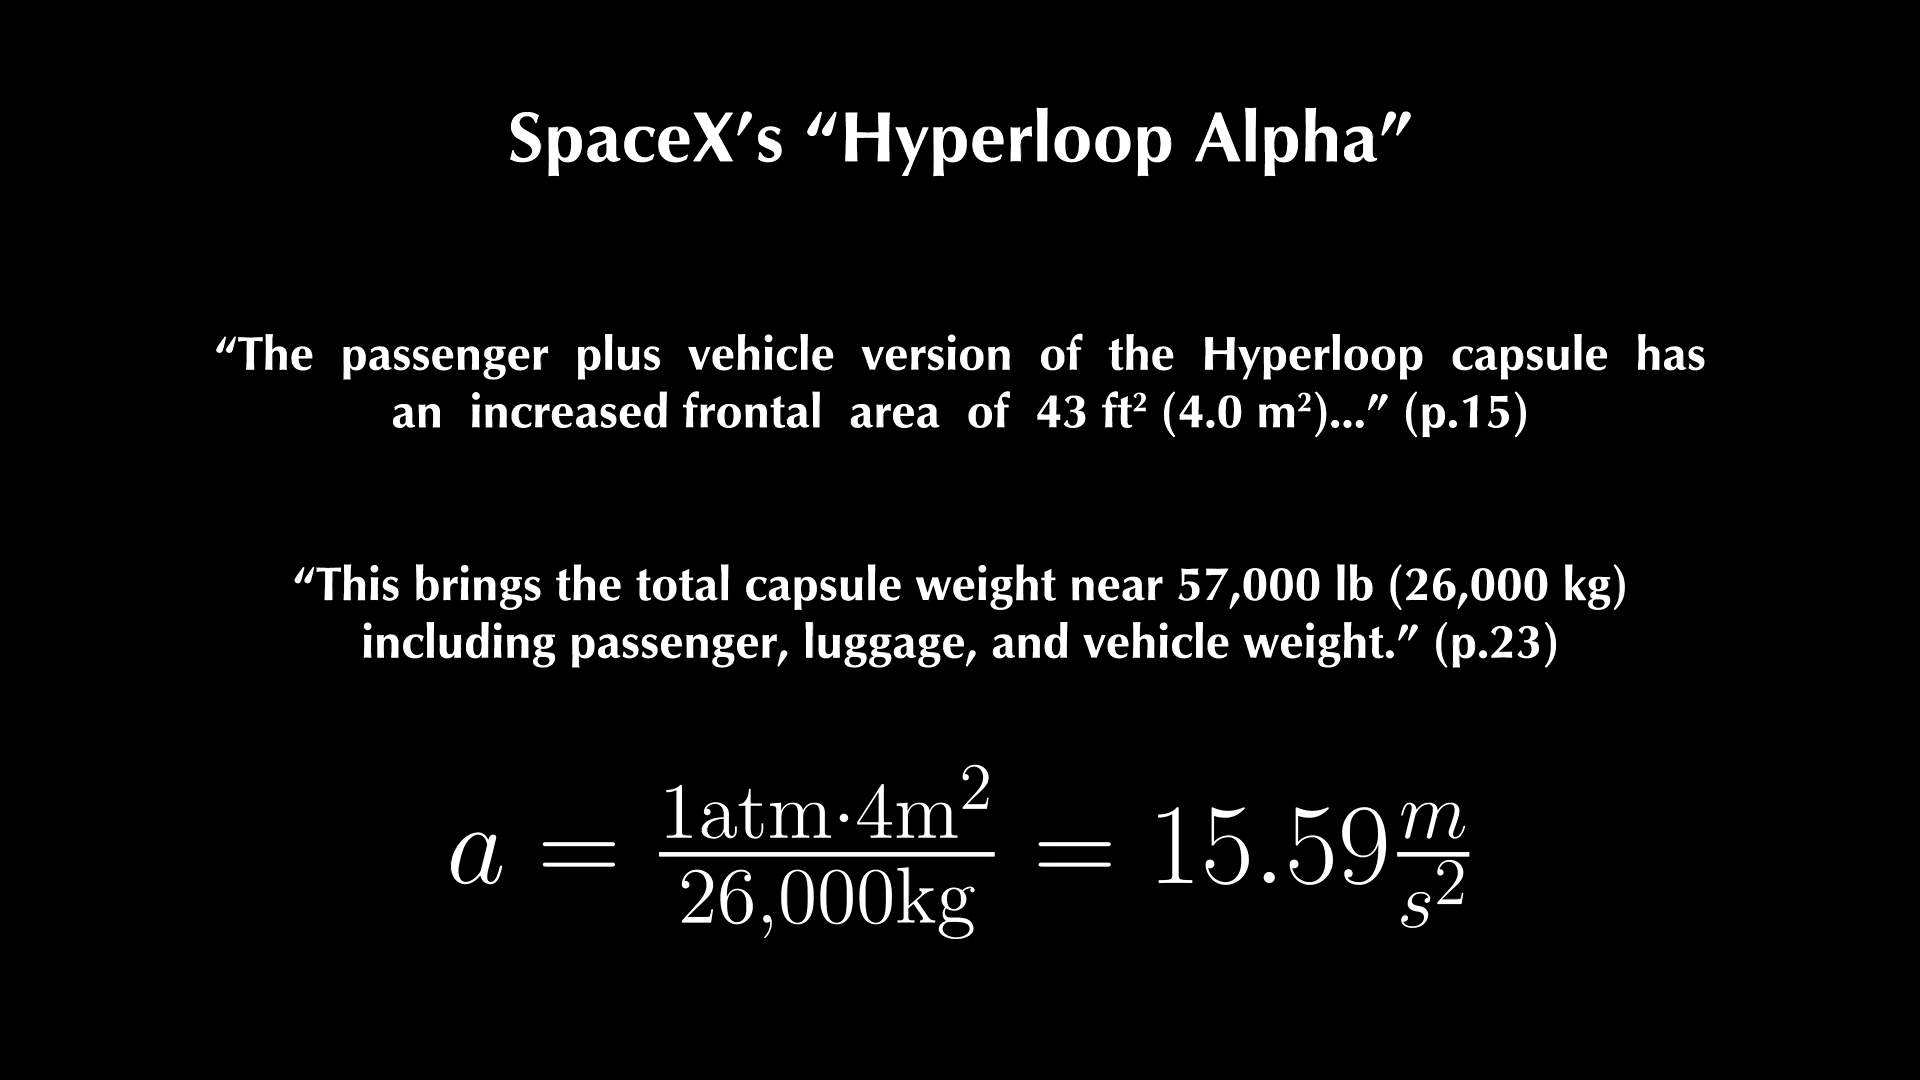 SpaceX’s “Hyperloop Alpha”
“The passenger plus vehicle version of the Hyperloop capsule has
an increased frontal area of 43 ft² (4.0 m²)...” (p.15)
“This brings the total capsule weight near 57,000 lb (26,000 kg)
including passenger, luggage, and vehicle weight.” (p.23)
a = 1atm·4m² / 26,000kg = 15.59 m/s²